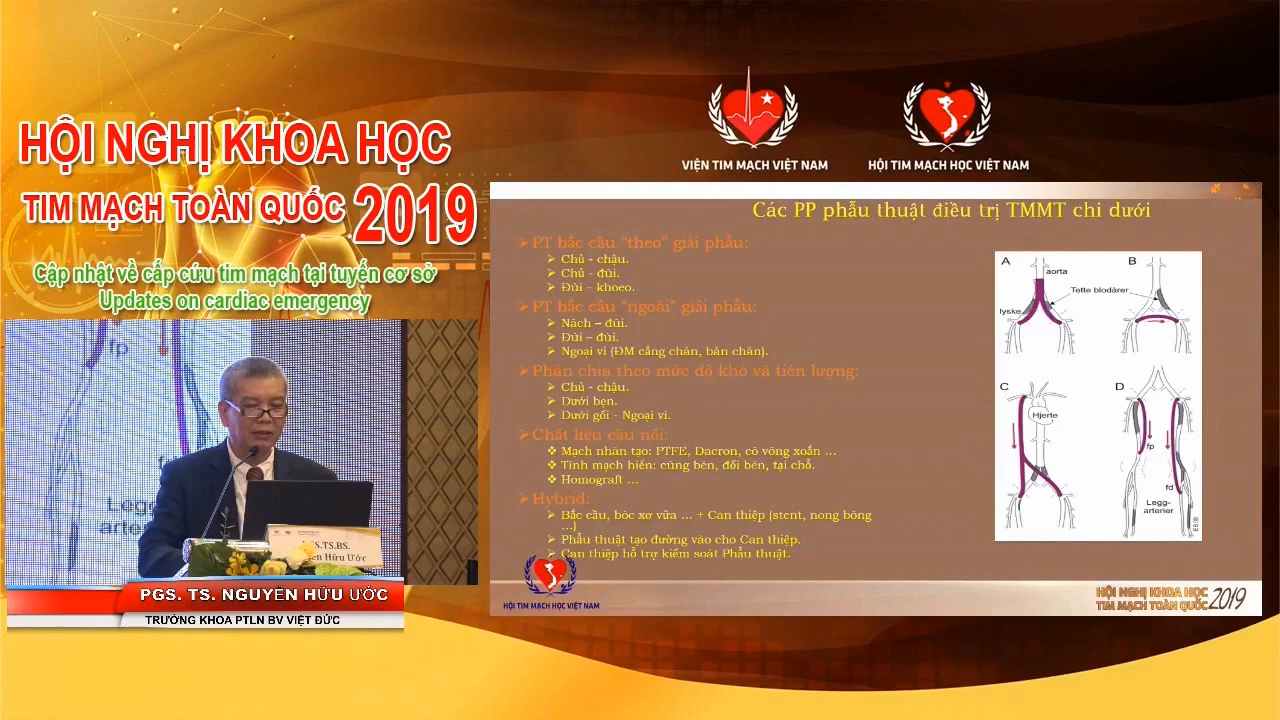 HỘI NGHỊ KHOA HỌC
TIM MẠCH TOÀN QUỐC 2019
Cập nhật về cấp cứu tim mạch tại tuyến cơ sở
Updates on cardiac emergency
VIỆN TIM MẠCH VIỆT NAM
HỘI TIM MẠCH HỌC VIỆT NAM
Các PP phẫu thuật điều trị TMMT chi dưới
➢PT bắc cầu “theo” giải phẫu:
➢ Chủ - chậu.
➢ Chủ - đùi.
➢ Đùi – khoeo.
➢PT bắc cầu “ngoài” giải phẫu:
➢ Nách – đùi.
➢ Đùi – đùi.
➢ Ngoại vi (ĐM cẳng chân, bàn chân).
➢Phân chia theo mức độ khó và tiên lượng:
➢ Chủ - chậu.
➢ Dưới bẹn.
➢ Dưới gối - Ngoại vi.
➢Chất liệu cầu nối:
❖ Mạch nhân tạo: PTFE, Dacron, có vòng xoắn ...
❖ Tĩnh mạch hiển: cùng bên, đối bên, tại chỗ.
❖ Homograft ...
➢Hybrid:
➢ Bắc cầu, bóc xơ vữa ... + Can thiệp (stent, nong bóng
...)
➢ Phẫu thuật tạo đường vào cho Can thiệp.
➢ Can thiệp hỗ trợ kiểm soát Phẫu thuật.
A
B
aorta
Tette blodårer
lyske
C
D
Hjerte
fp
fd
Legg-
arterier
ES19
fp
Legg
arterier
S.TS.BS.
yễn Hữu Ước
PGS. TS. NGUYỄN HỮU ƯỚC
TRƯỞNG KHOA PTLN BV VIỆT ĐỨC
HỘI TIM MẠCH HỌC VIỆT NAM
HỘI NGHỊ KHOA HỌC
TIM MẠCH TOÀN QUỐC 2019